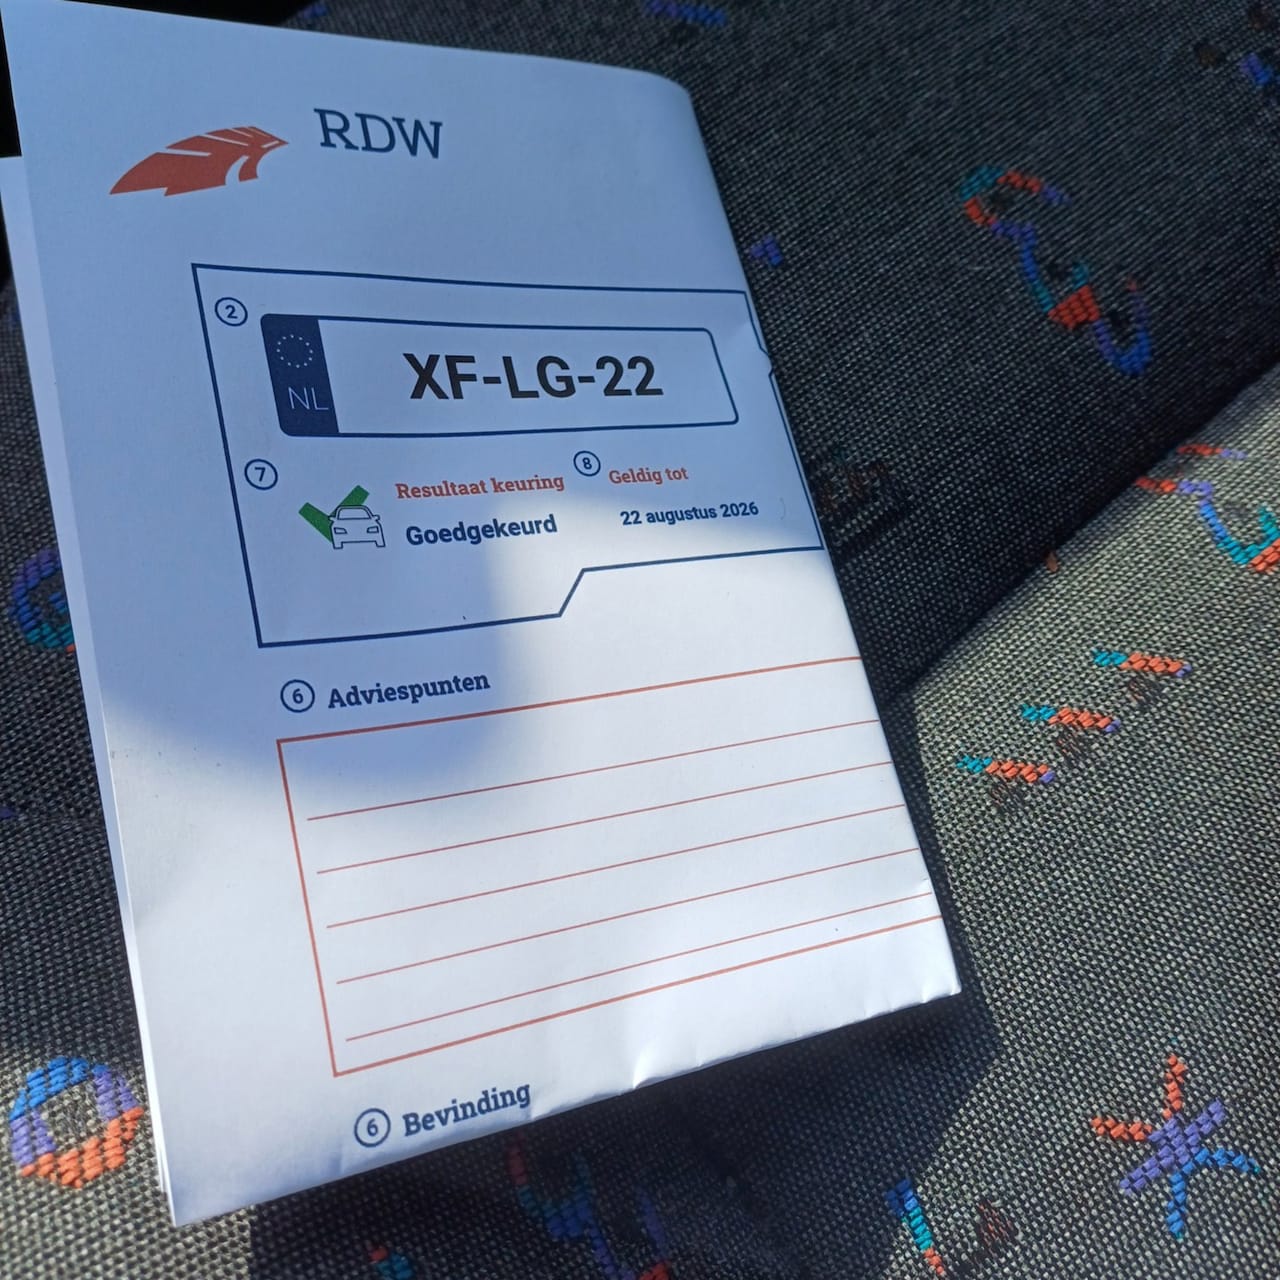 RDW
2
NL
XF-LG-22
7
Resultaat keuring
8
Geldig tot
Goedgekeurd
22 augustus 2026
6 Adviespunten
6 Bevinding